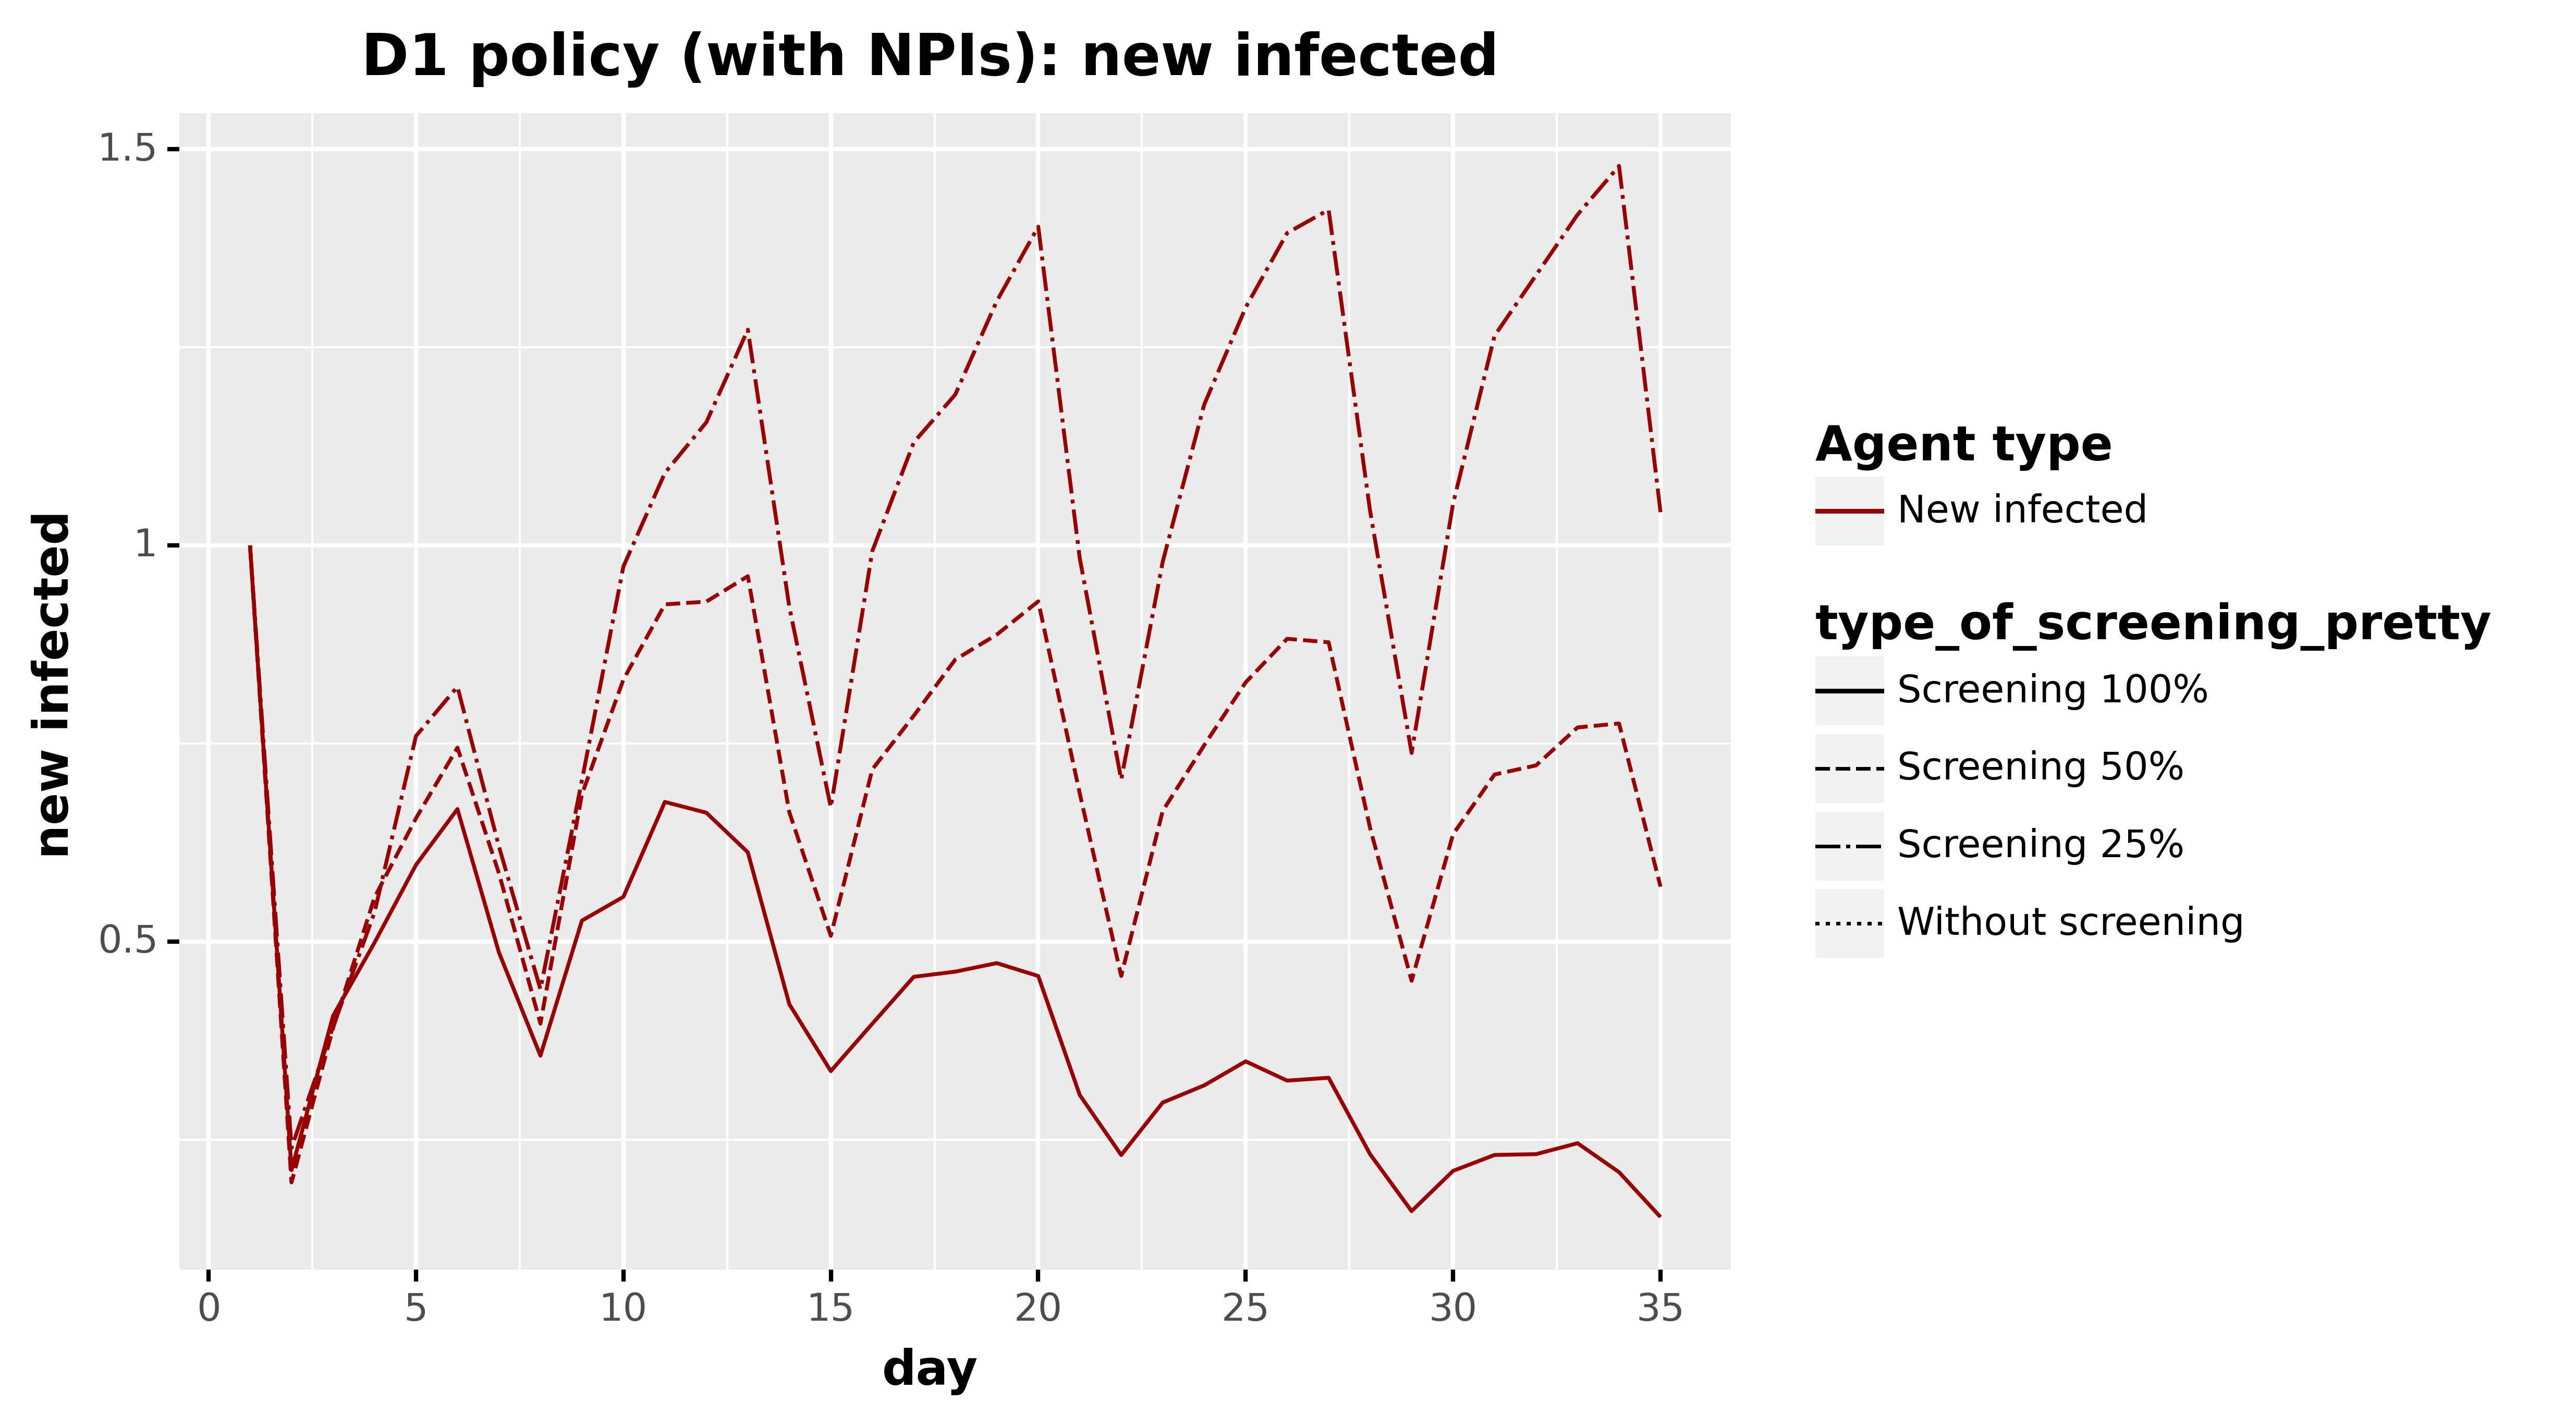 D1 policy (with NPIs): new infected
1.5
1
0.5
new infected
0 5 10 15 20 25 30 35
day
Agent type
New infected
type_of_screening_pretty
Screening 100%
Screening 50%
Screening 25%
Without screening